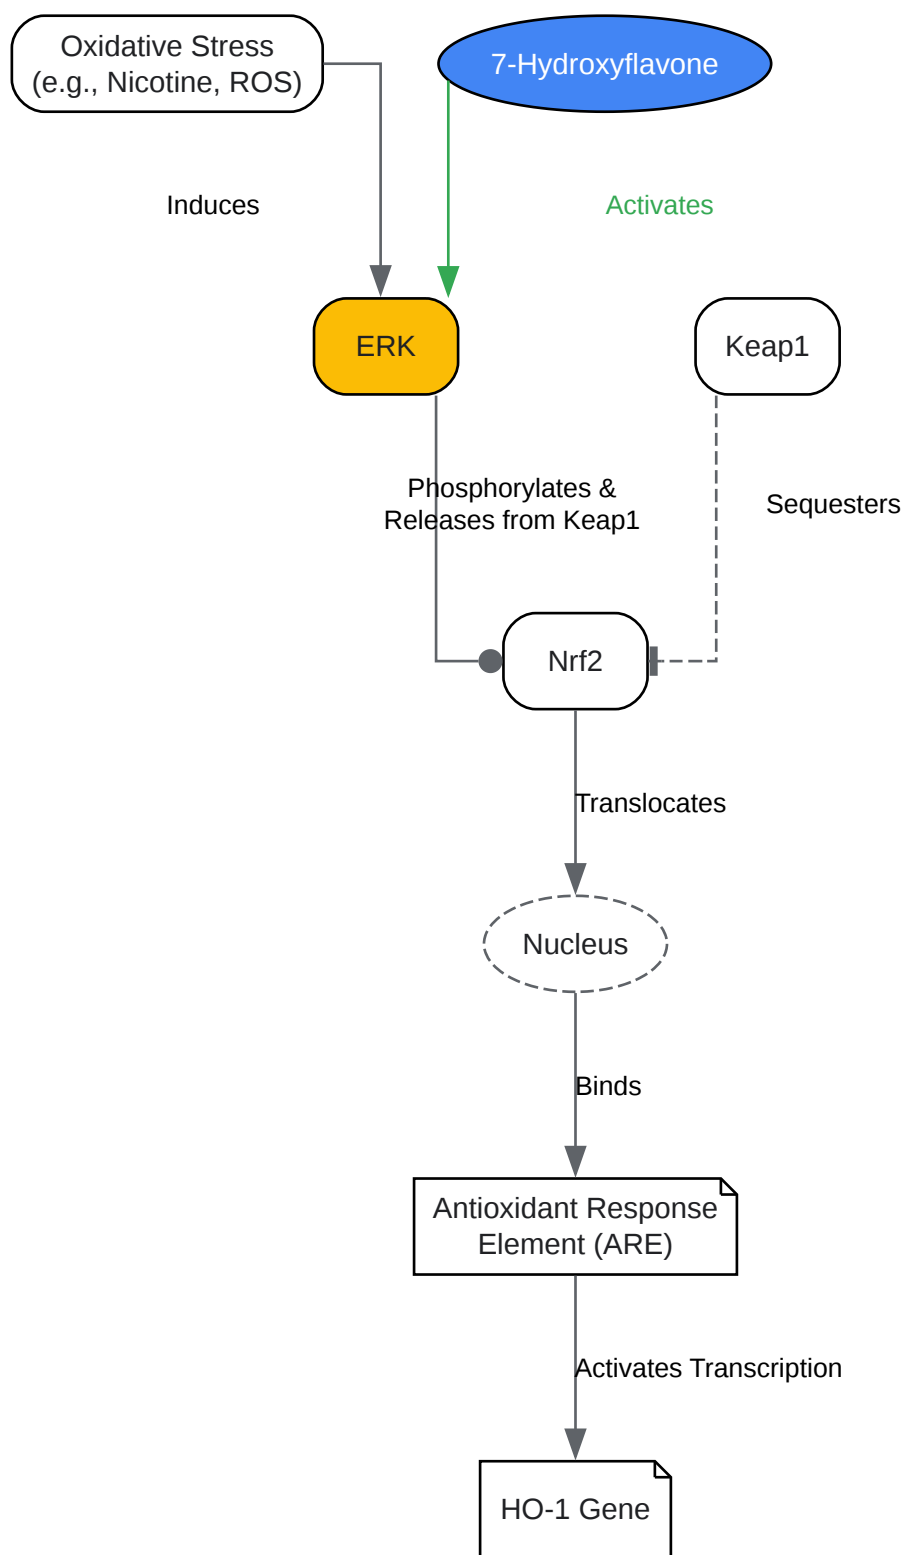 Oxidative Stress
(e.g., Nicotine, ROS)
7-Hydroxyflavone
Induces
Activates
ERK
Keap1
Phosphorylates &
Releases from Keap1
Sequesters
Nrf2
Translocates
Nucleus
Binds
Antioxidant Response
Element (ARE)
Activates Transcription
HO-1 Gene